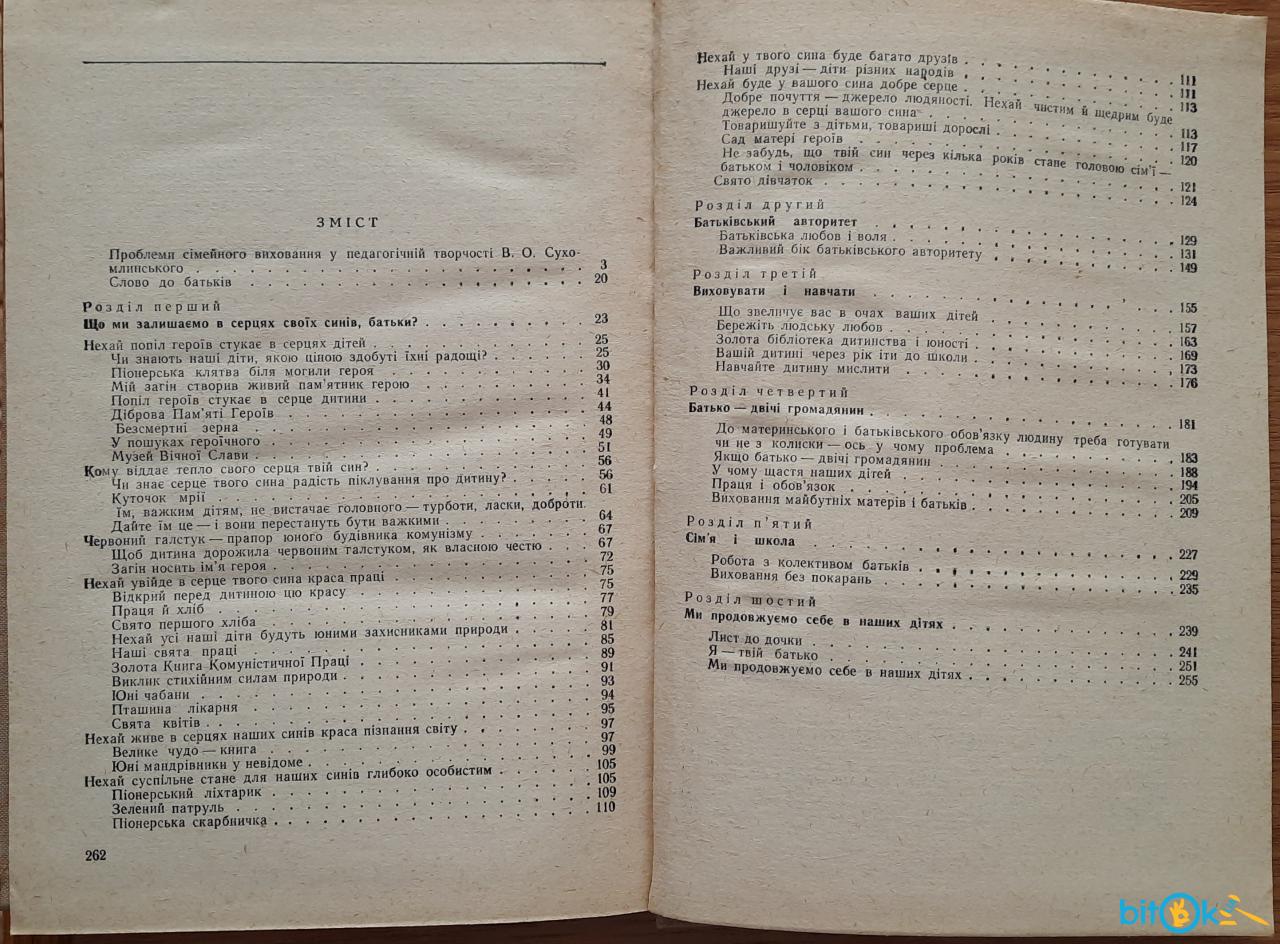 ЗМІСТ
Проблеми сімейного виховання у педагогічній творчості В. О. Сухо-
млинського . . . 3
Слово до батьків . . . 20
Розділ перший
Що ми залишаємо в серцях своїх синів, батьки? . . . 23
Нехай попіл героїв стукає в серцях дітей . . . 25
Чи знають наші діти, якою ціною здобуті їхні радощі? . . . 25
Піонерська клятва біля могили героя . . . 30
Мій загін створив живий пам'ятник герою . . . 34
Попіл героїв стукає в серце дитини . . . 41
Діброва Пам'яті Героїв . . . 44
Безсмертні зерна . . . 48
У пошуках героїчного . . . 49
Музей Вічної Слави . . . 51
Кому віддає тепло свого серця твій син? . . . 56
Чи знає серце твого сина радість піклування про дитину? . . . 56
Куточок мрії . . . 61
Їм, важким дітям, не вистачає головного — турботи, ласки, доброти.
Дайте їм це — і вони перестануть бути важкими . . . 64
Червоний галстук — прапор юного будівника комунізму . . . 67
Щоб дитина дорожила червоним талстуком, як власною честю . . . 67
Загін носить ім'я героя . . . 72
Нехай увійде в серце твого сина краса праці . . . 75
Відкрий перед дитиною цю красу . . . 75
Праця й хліб . . . 77
Свято першого хліба . . . 79
Нехай усі наші діти будуть юними захисниками природи . . . 81
Наші свята праці . . . 85
Золота Книга Комуністичної Праці . . . 89
Виклик стихійним силам природи . . . 91
Юні чабани . . . 93
Пташина лікарня . . . 94
Свята квітів . . . 95
Нехай живе в серцях наших синів краса пізнання світу . . . 97
Велике чудо — книга . . . 97
Юні мандрівники у невідоме . . . 99
Нехай суспільне стане для наших синів глибоко особистим . . . 105
Піонерський ліхтарик . . . 105
Зелений патруль . . . 109
Піонерська скарбничка . . . 110
262
Нехай у твого сина буде багато друзів . . . 111
Наші друзі — діти різних народів . . . 111
Нехай буде у вашого сина добре серце . . . 113
Добре почуття — джерело людяності. Нехай чистим й щедрим буде
джерело в серці вашого сина . . . 113
Товаришуйте з дітьми, товариші дорослі . . . 117
Сад матері героїв . . . 120
Не забудь, що твій син через кілька років стане головою сім'ї —
батьком і чоловіком . . . 121
Свято дівчаток . . . 124
Розділ другий
Батьківський авторитет . . . 129
Батьківська любов і воля . . . 131
Важливий бік батьківського авторитету . . . 149
Розділ третій
Виховувати і навчати . . . 155
Що звеличує вас в очах ваших дітей . . . 157
Бережіть людську любов . . . 163
Золота бібліотека дитинства і юності . . . 169
Вашій дитині через рік іти до школи . . . 173
Навчайте дитину мислити . . . 176
Розділ четвертий
Батько — двічі громадянин . . . 181
До материнського і батьківського обов'язку людину треба готувати
чи не з колиски — ось у чому проблема . . . 183
Якщо батько — двічі громадянин . . . 188
У чому щастя наших дітей . . . 194
Праця і обов'язок . . . 205
Виховання майбутніх матерів і батьків . . . 209
Розділ п'ятий
Сім'я і школа . . . 227
Робота з колективом батьків . . . 229
Виховання без покарань . . . 235
Розділ шостий
Ми продовжуємо себе в наших дітях . . . 239
Лист до дочки . . . 241
Я — твій батько . . . 251
Ми продовжуємо себе в наших дітях . . . 255
bitok